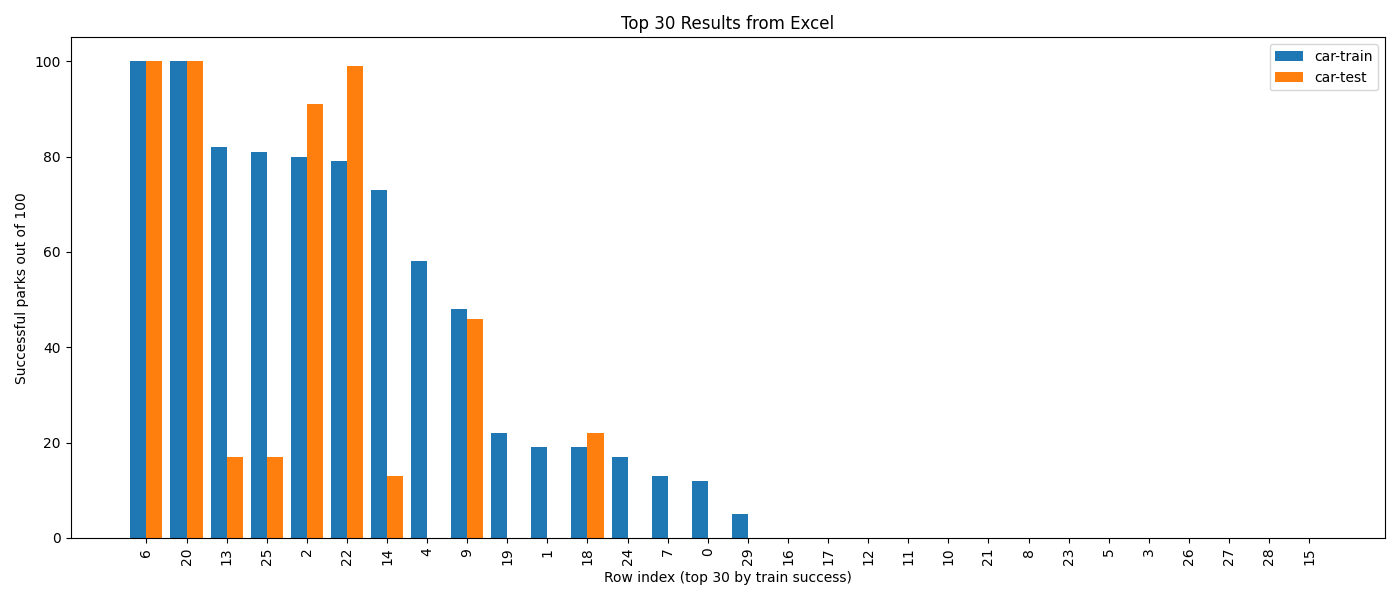 Top 30 Results from Excel
car-train
car-test
Successful parks out of 100
100
80
60
40
20
0
6 20 13 25 2 22 14 4 9 19 1 18 24 7 0 29 16 17 12 11 10 21 8 23 5 3 26 27 28 15
Row index (top 30 by train success)